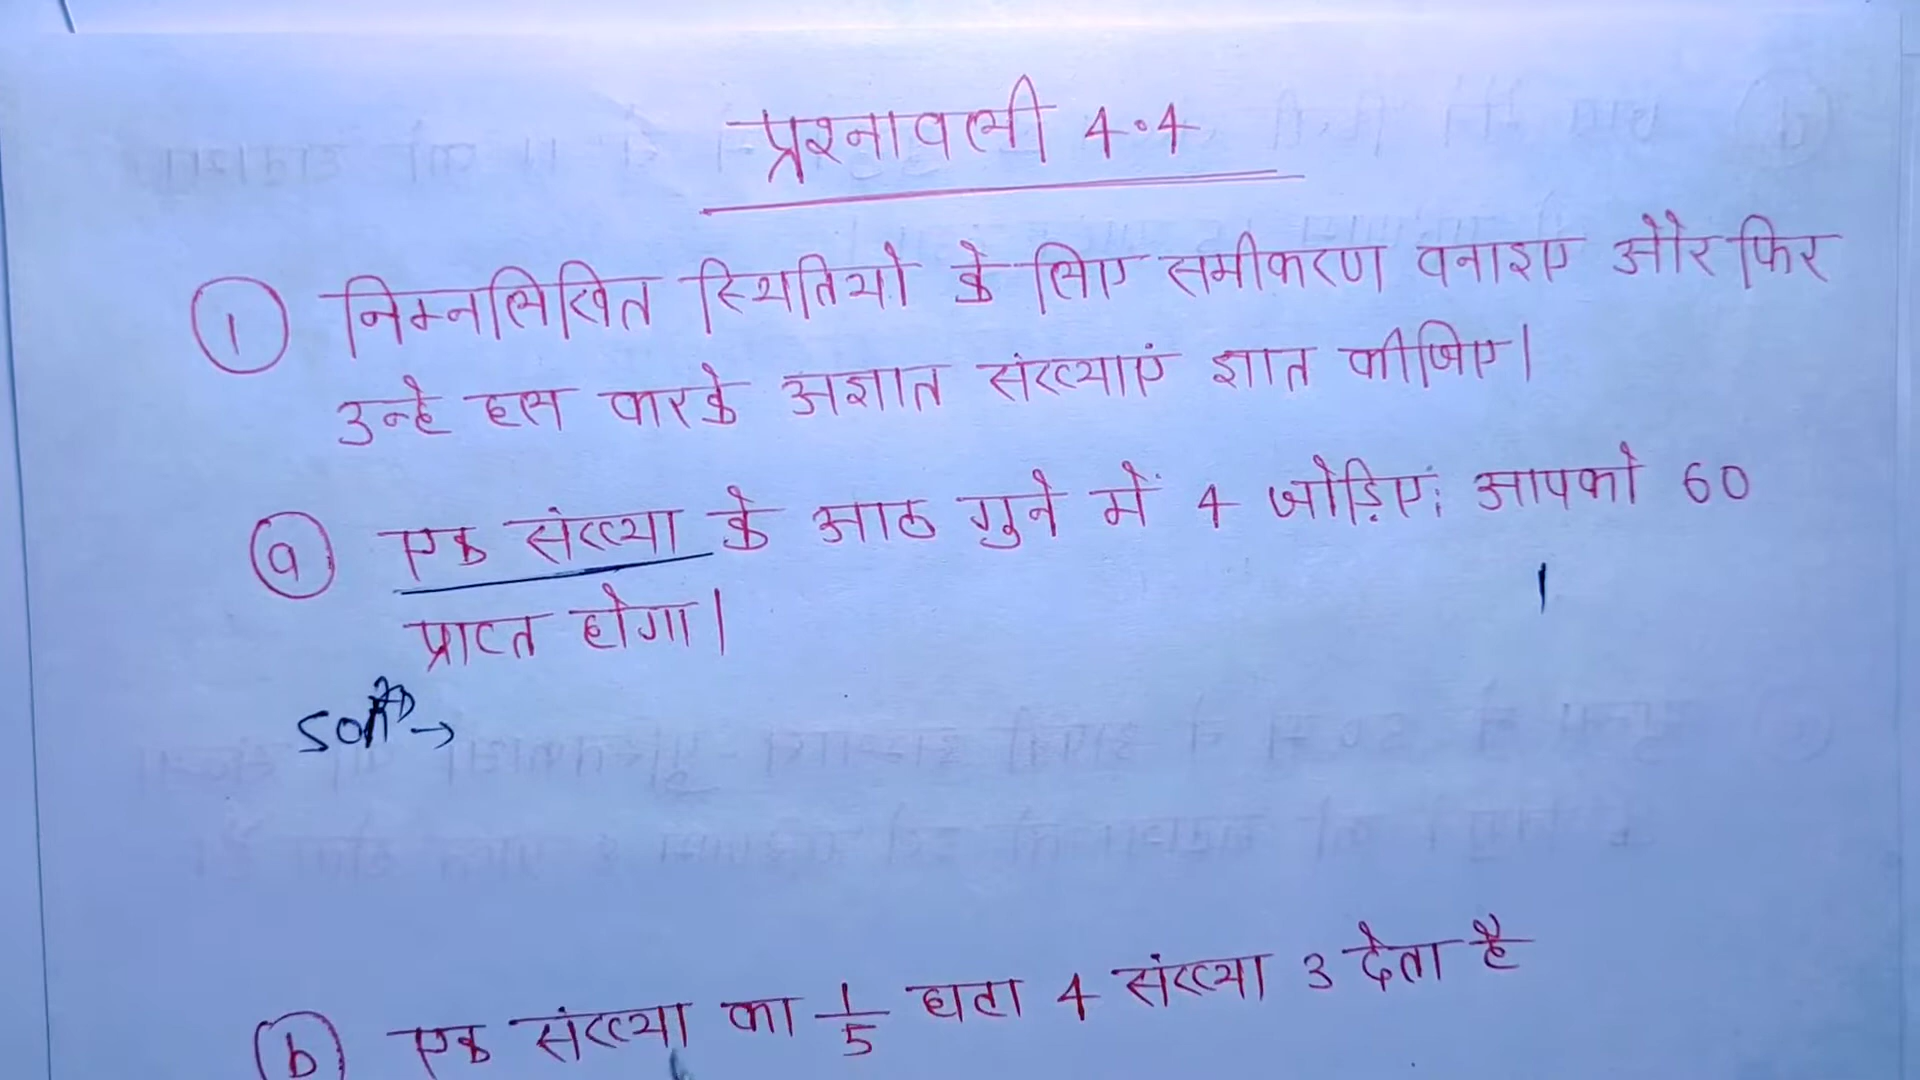 प्रश्नावली 4.4
① निम्नलिखित स्थितियो के लिए समीकरण वनाइए और फिर
उन्हे हल करके अज्ञात संख्याएं ज्ञात कीजिए।
ⓐ एक संख्या के आठ गुने में 4 जोड़िए; आपको 60
प्राप्त होगा।
Solⁿ→
ⓑ एक संख्या का 1/5 घटा 4 संख्या 3 देता है